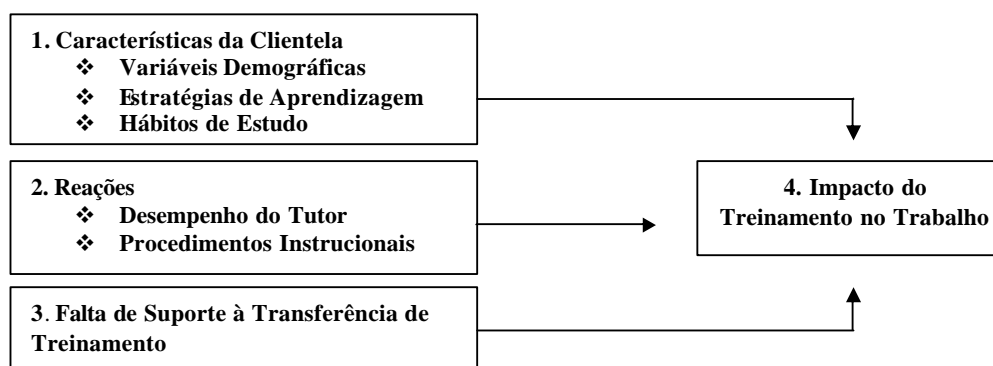 1. Características da Clientela
❖ Variáveis Demográficas
❖ Estratégias de Aprendizagem
❖ Hábitos de Estudo
2. Reações
❖ Desempenho do Tutor
❖ Procedimentos Instrucionais
3. Falta de Suporte à Transferência de
Treinamento
4. Impacto do
Treinamento no Trabalho